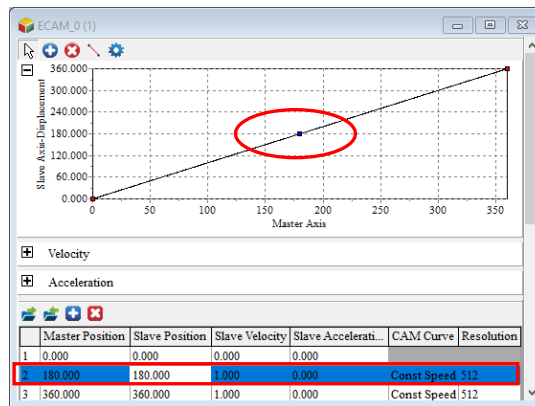 ECAM_0 (1)
360.000
300.000
240.000
180.000
120.000
60.000
0.000
Slave Axis-Displacement
0 50 100 150 200 250 300 350
Master Axis
Velocity
Acceleration
Master Position Slave Position Slave Velocity Slave Accelerati... CAM Curve Resolution
1 0.000 0.000 0.000 0.000
2 180.000 180.000 1.000 0.000 Const Speed 512
3 360.000 360.000 1.000 0.000 Const Speed 512